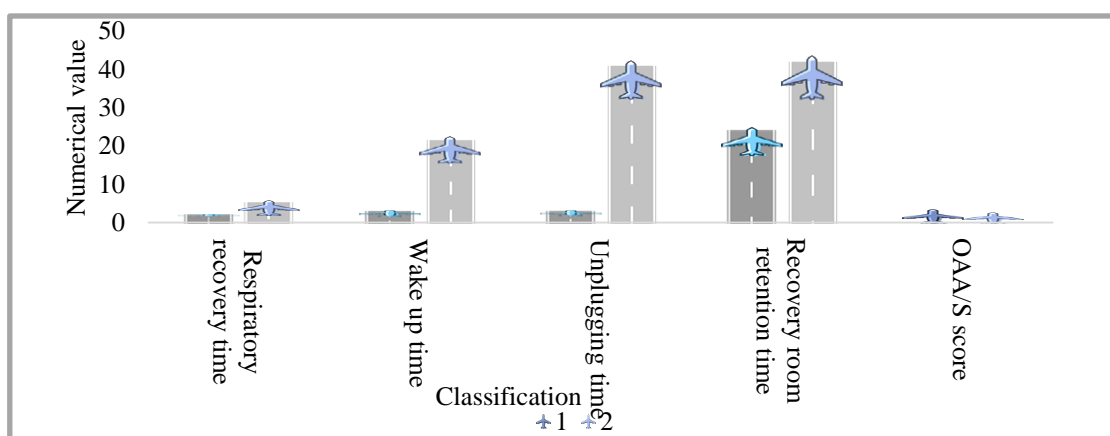 Numerical value
50
40
30
20
10
0
Respiratory
recovery time
Wake up time
Unplugging time
Recovery room
retention time
OAA/S score
Classification
1 2